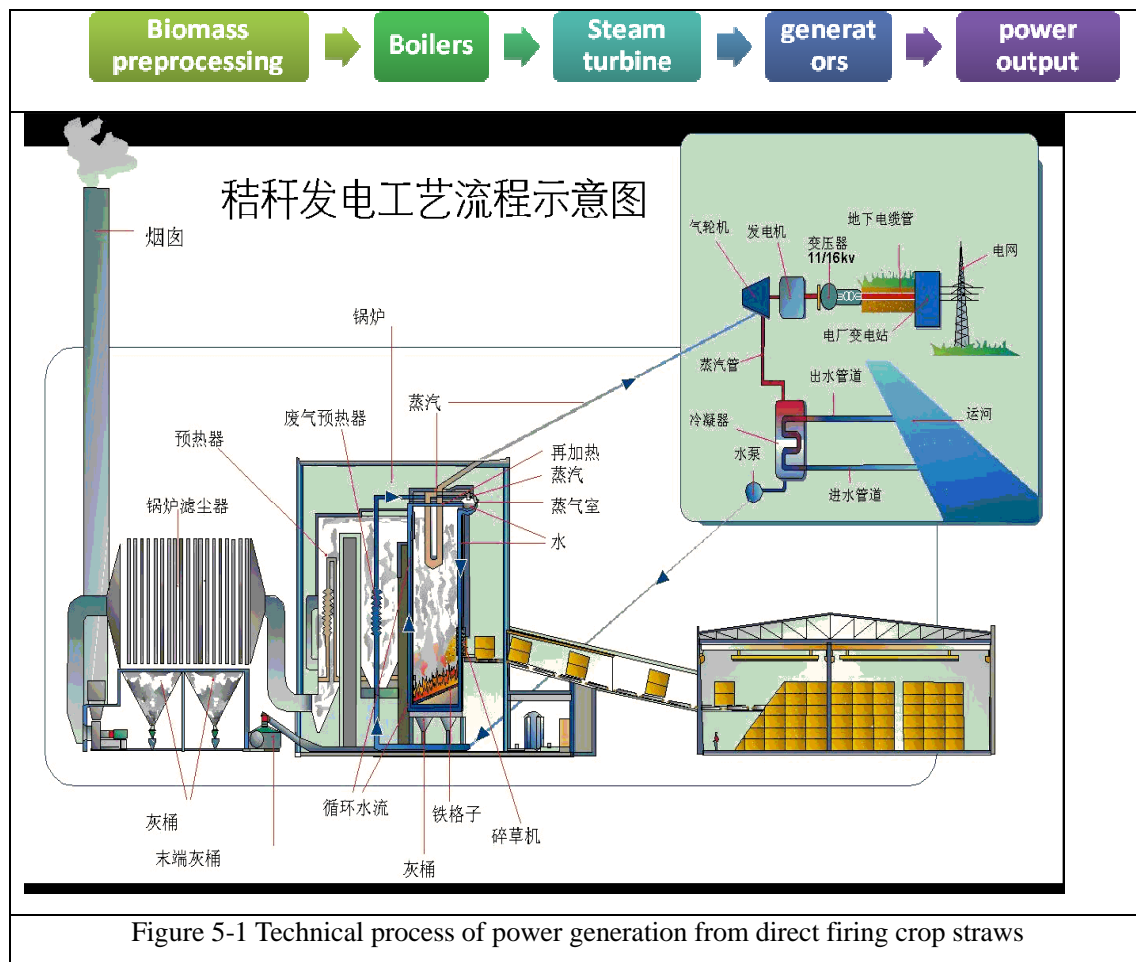 Biomass
preprocessing
Boilers
Steam
turbine
generat
ors
power
output
秸秆发电工艺流程示意图
烟囱
锅炉
蒸汽
废气预热器
预热器
再加热
蒸汽
锅炉滤尘器
蒸气室
水
气轮机
发电机
变压器
11/16kv
地下电缆管
电网
电厂变电站
蒸汽管
出水管道
冷凝器
运河
水泵
进水管道
循环水流
铁格子
灰桶
碎草机
末端灰桶
灰桶
Figure 5-1 Technical process of power generation from direct firing crop straws